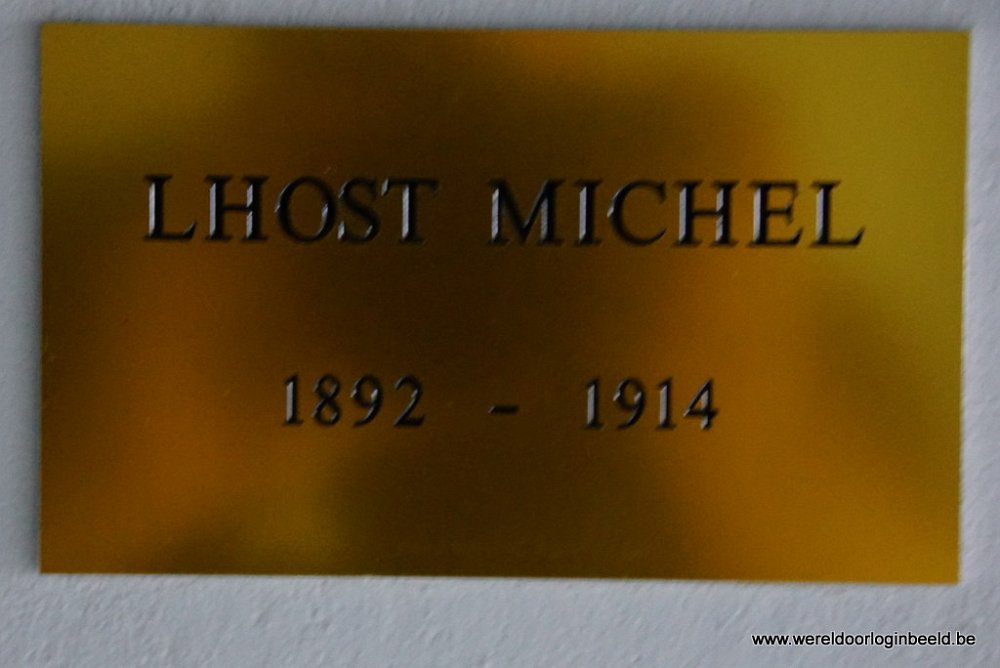 LHOST MICHEL
1892 - 1914
www.wereldoorloginbeeld.be